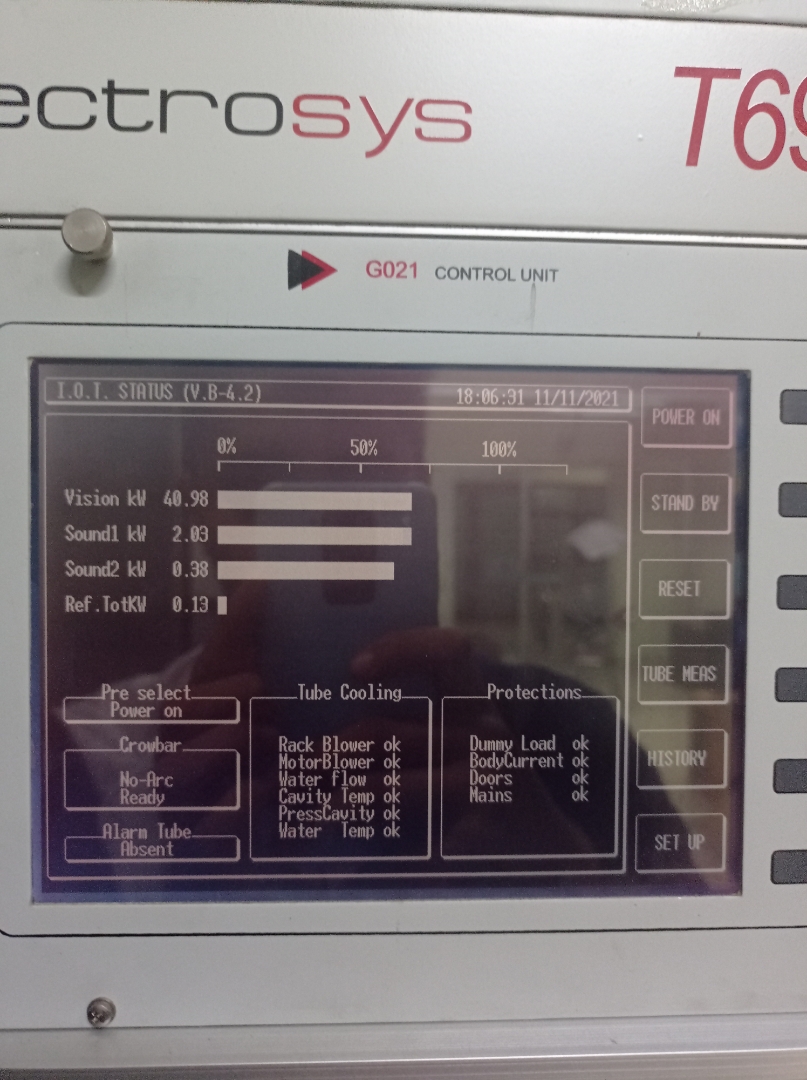 ectrosys T69
G021 CONTROL UNIT
I.O.T. STATUS (V.B-4.2) 18:06:31 11/11/2021
0% 50% 100%
Vision kW 40.98
Sound1 kW 2.03
Sound2 kW 0.38
Ref.TotKW 0.13
Pre select
Power on
Crowbar
No-Arc
Ready
Alarm Tube
Absent
Tube Cooling
Rack Blower ok
MotorBlower ok
Water flow ok
Cavity Temp ok
PressCavity ok
Water Temp ok
Protections
Dummy Load ok
BodyCurrent ok
Doors ok
Mains ok
POWER ON
STAND BY
RESET
TUBE MEAS
HISTORY
SET UP